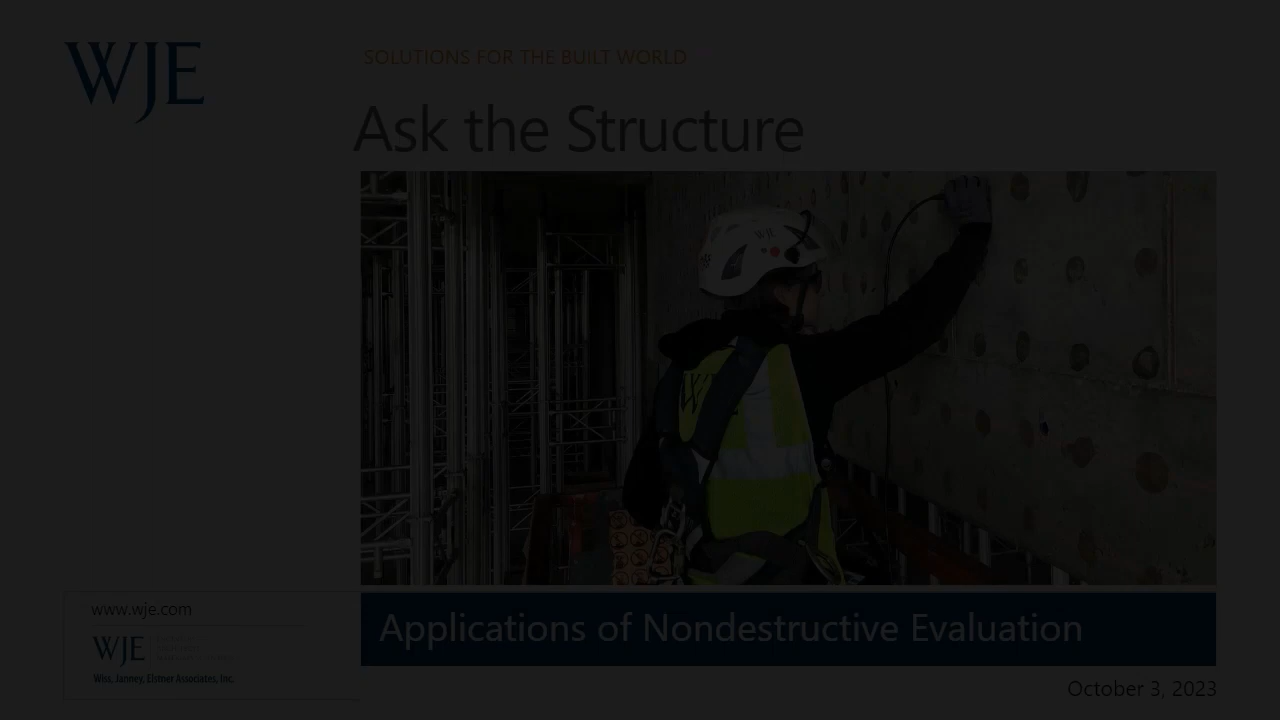 WJE
SOLUTIONS FOR THE BUILT WORLD
Ask the Structure
WJE
www.wje.com
WJE
Wiss, Janney, Elstner Associates, Inc.
Applications of Nondestructive Evaluation
October 3, 2023